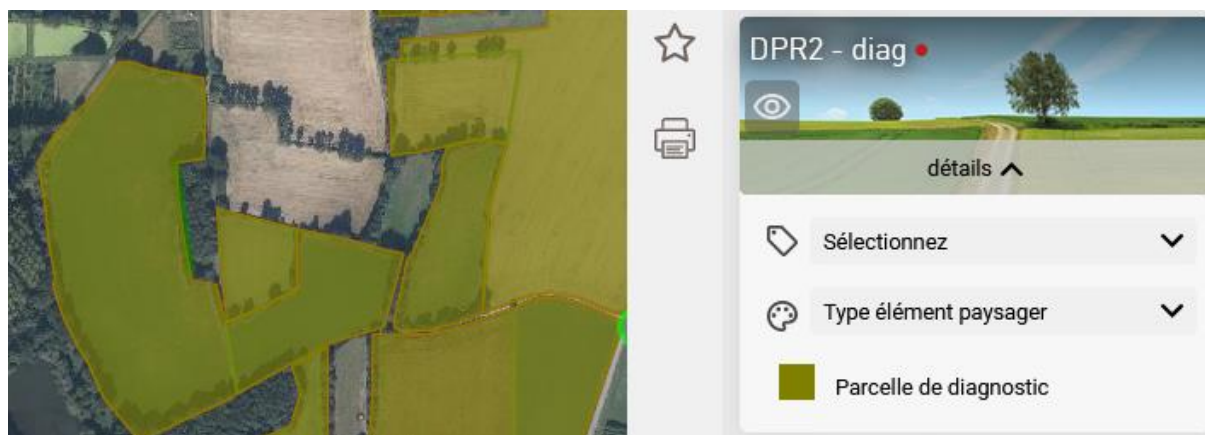 DPR2 - diag
détails
Sélectionnez
Type élément paysager
Parcelle de diagnostic